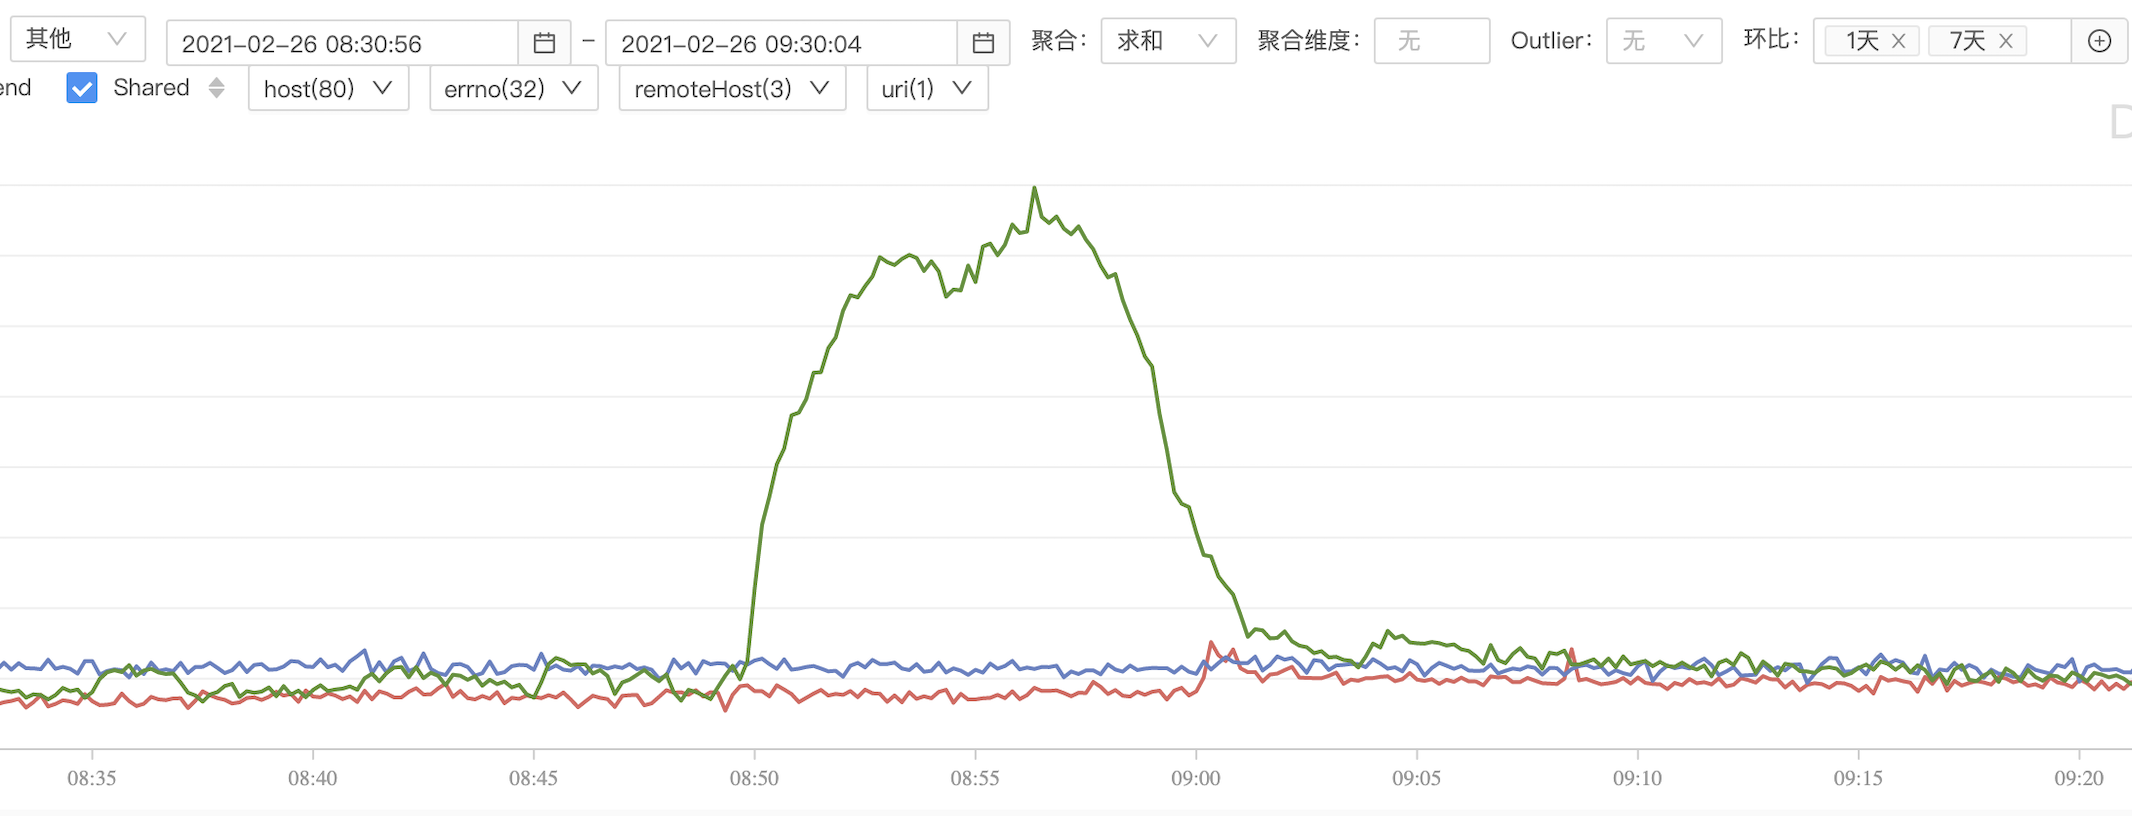 其他 2021-02-26 08:30:56 – 2021-02-26 09:30:04 聚合: 求和 聚合维度: 无 Outlier: 无 环比: 1天 × 7天 ×
end Shared host(80) errno(32) remoteHost(3) uri(1)
D
08:35 08:40 08:45 08:50 08:55 09:00 09:05 09:10 09:15 09:20